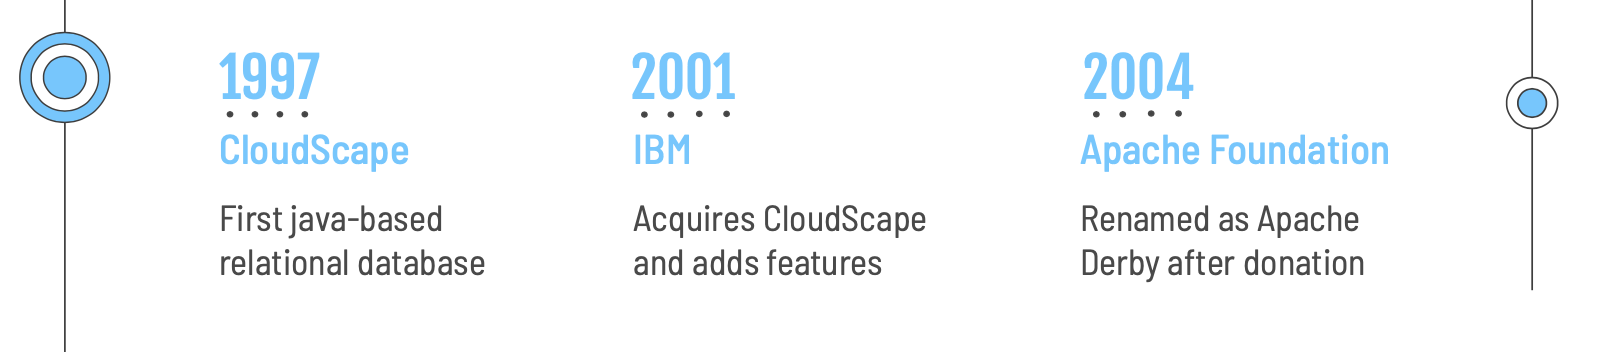 1997
CloudScape
First java-based
relational database
2001
IBM
Acquires CloudScape
and adds features
2004
Apache Foundation
Renamed as Apache
Derby after donation